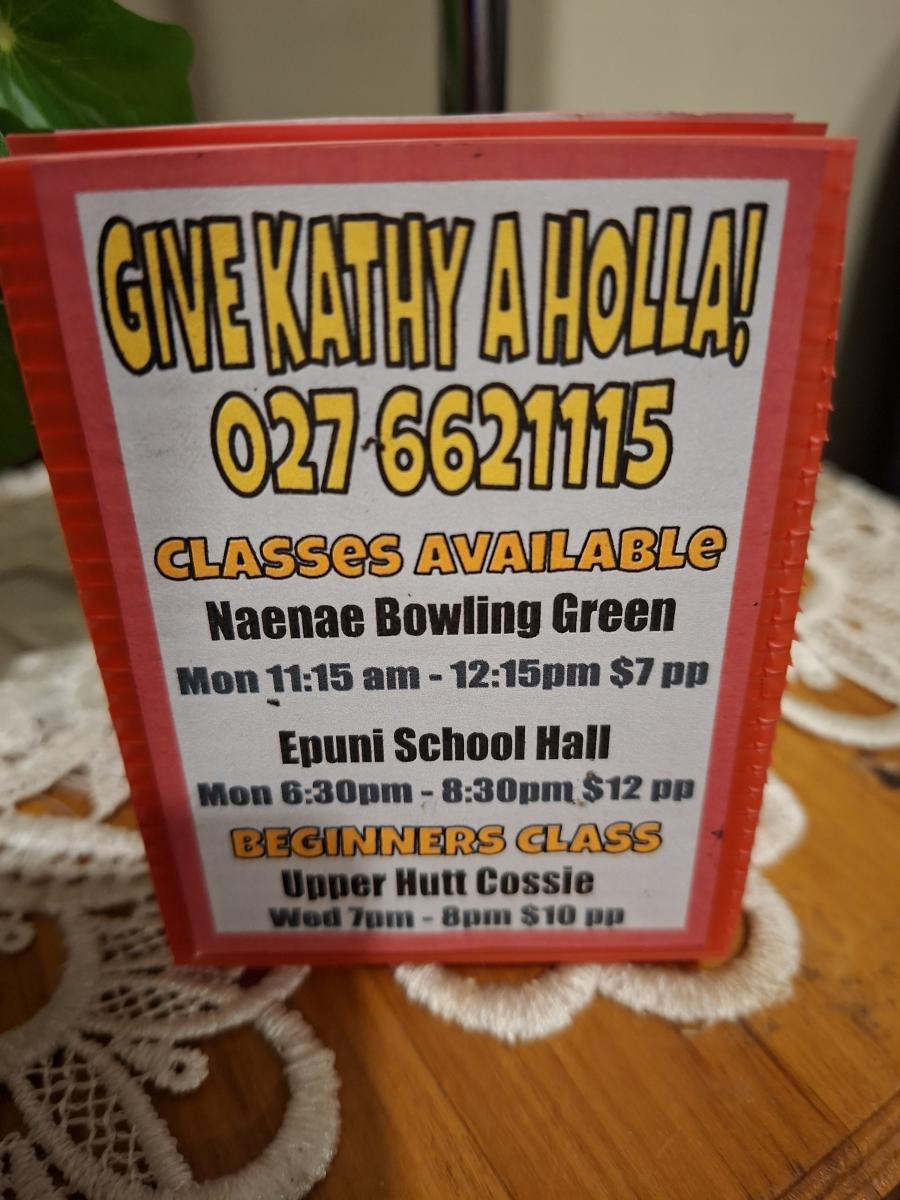 GIVE KATHY A HOLLA!
027 6621115
CLASSES AVAILABLE
Naenae Bowling Green
Mon 11:15 am - 12:15pm $7 pp
Epuni School Hall
Mon 6:30pm - 8:30pm $12 pp
BEGINNERS CLASS
Upper Hutt Cossie
Wed 7pm - 8pm $10 pp